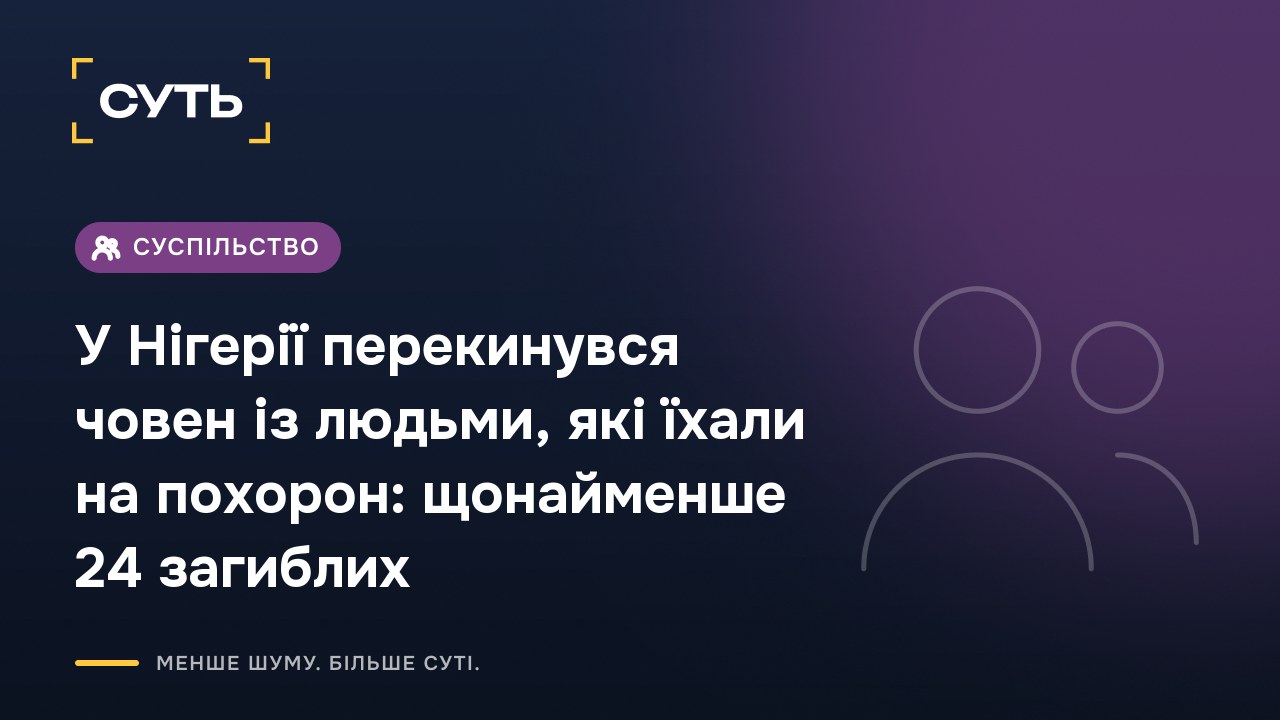 СУТЬ
СУСПІЛЬСТВО
У Нігерії перекинувся
човен із людьми, які їхали
на похорон: щонайменше
24 загиблих
МЕНШЕ ШУМУ. БІЛЬШЕ СУТІ.